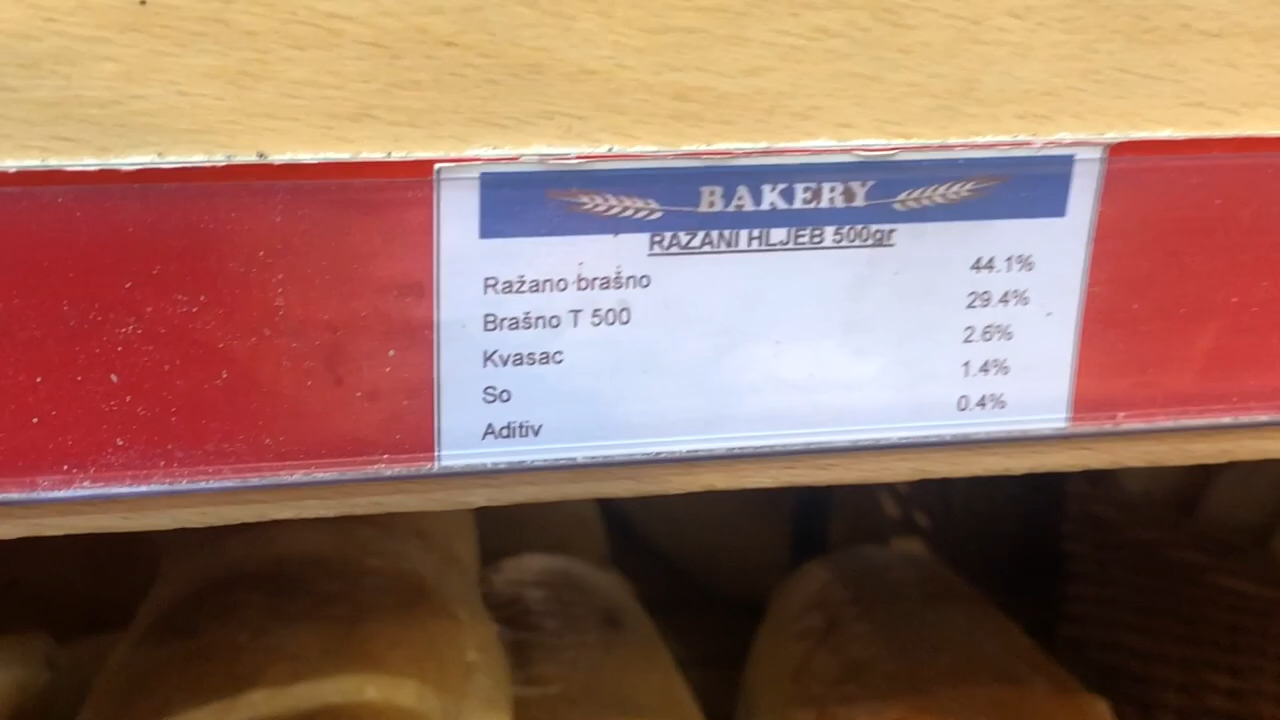 BAKERY
RAŽANI HLJEB 500gr
Ražano brašno 44.1%
Brašno T 500 29.4%
Kvasac 2.6%
So 1.4%
Aditiv 0.4%